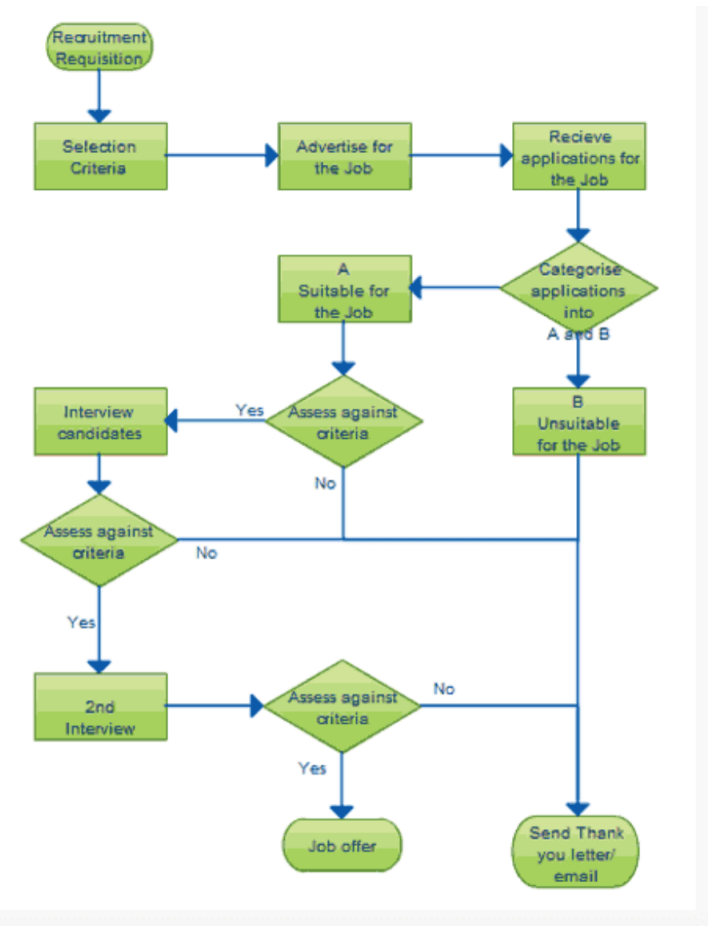 Recruitment
Requisition
Selection
Criteria
Advertise for
the Job
Recieve
applications for
the Job
Categorise
applications
into
A and B
A
Suitable for
the Job
B
Unsuitable
for the Job
Assess against
criteria
Yes
No
Interview
candidates
Assess against
criteria
No
Yes
2nd
Interview
Assess against
criteria
No
Yes
Job offer
Send Thank
you letter/
email